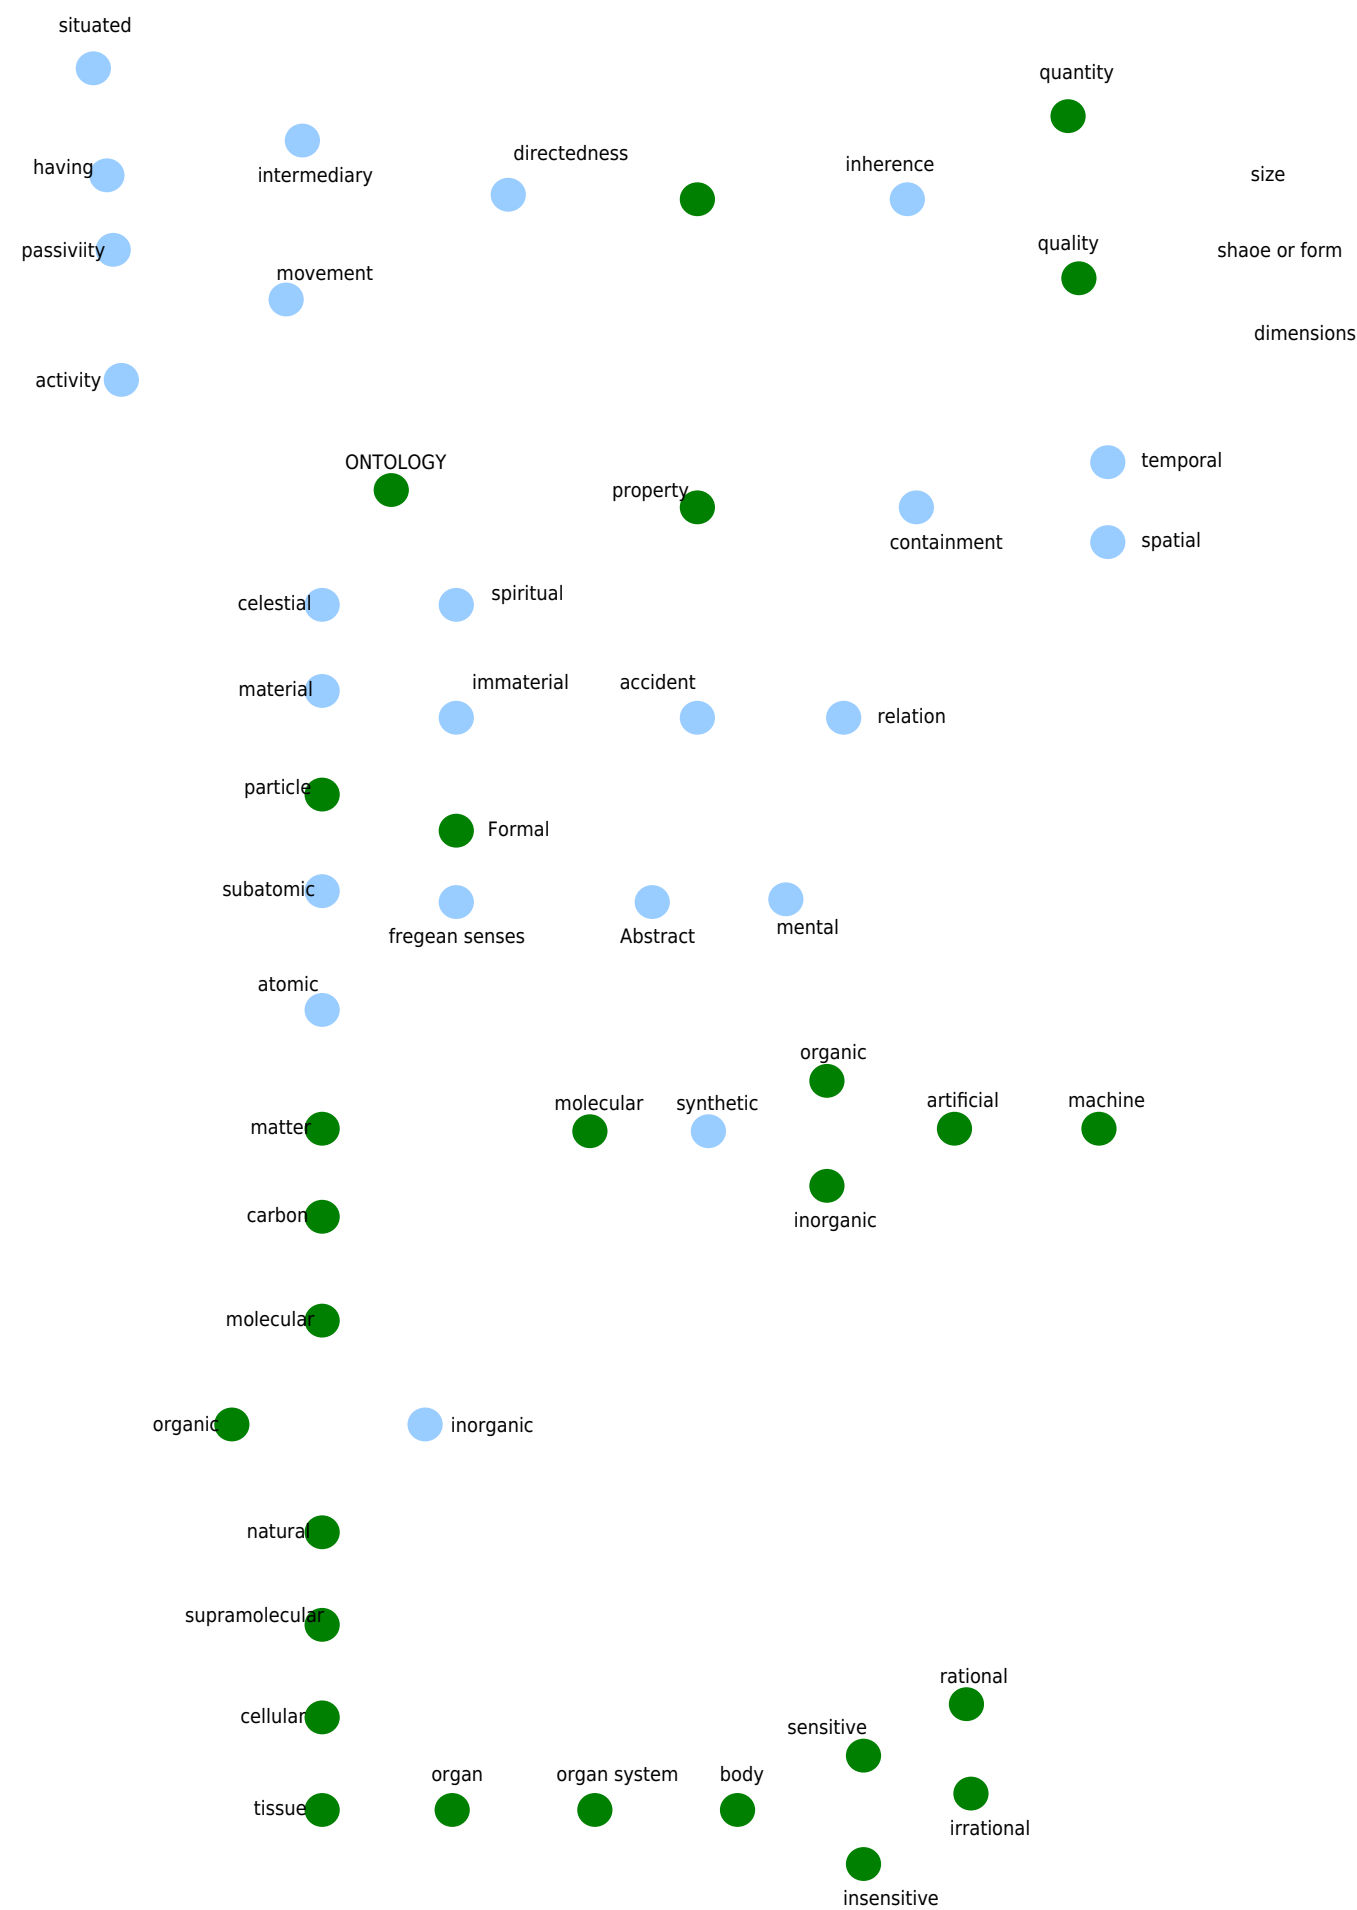 situated
quantity
directedness
having
intermediary
inherence
size
passiviity
quality
shaoe or form
movement
dimensions
activity
ONTOLOGY
temporal
property
containment
spatial
celestial
spiritual
material
immaterial
accident
relation
particle
Formal
subatomic
fregean senses
Abstract
mental
atomic
organic
molecular
synthetic
artificial
machine
matter
carbon
inorganic
molecular
organic
inorganic
natural
supramolecular
rational
cellular
sensitive
organ
organ system
body
tissue
irrational
insensitive